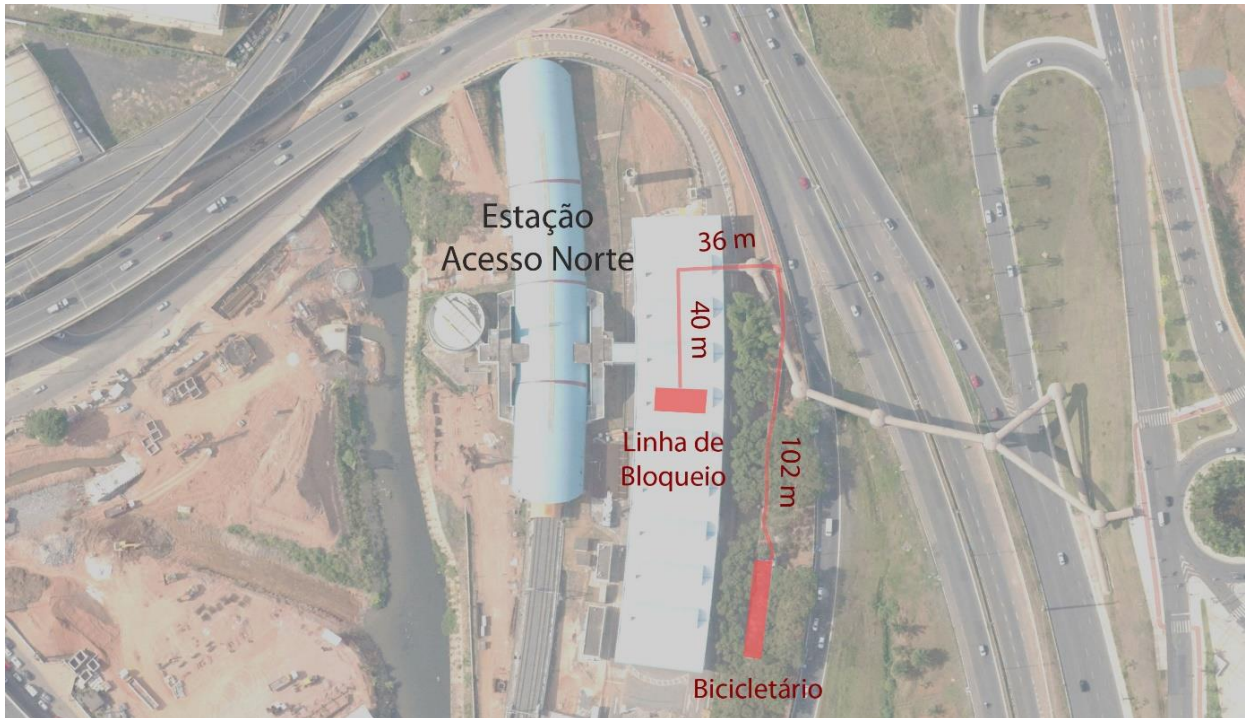 Estação
Acesso Norte
36 m
40 m
Linha de
Bloqueio
102 m
Bicicletário